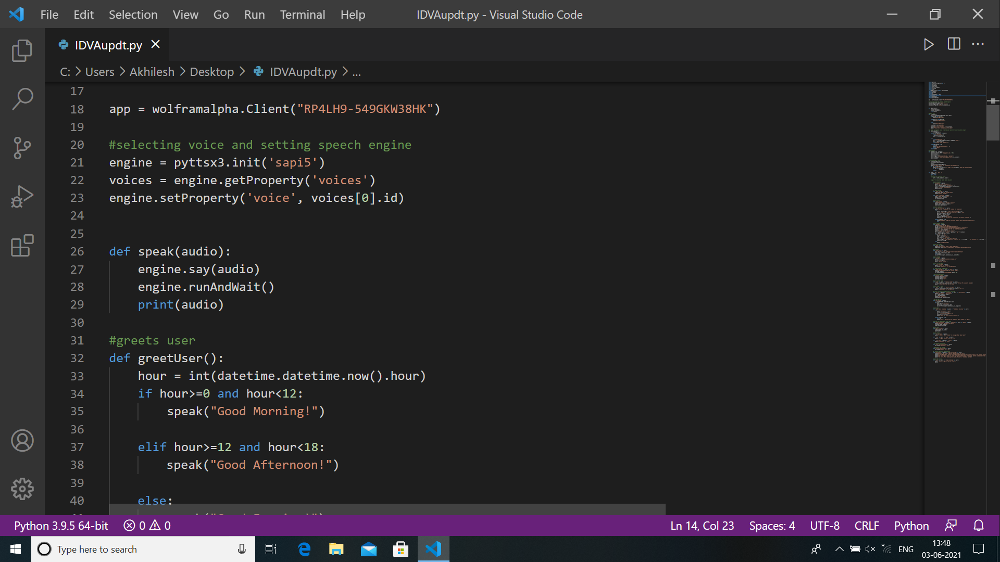 File Edit Selection View Go Run Terminal Help IDVAupdt.py - Visual Studio Code
IDVAupdt.py
C: > Users > Akhilesh > Desktop > IDVAupdt.py > ...
17
18 app = wolframalpha.Client("RP4LH9-549GKW38HK")
19
20 #selecting voice and setting speech engine
21 engine = pyttsx3.init('sapi5')
22 voices = engine.getProperty('voices')
23 engine.setProperty('voice', voices[0].id)
24
25
26 def speak(audio):
27 engine.say(audio)
28 engine.runAndWait()
29 print(audio)
30
31 #greets user
32 def greetUser():
33 hour = int(datetime.datetime.now().hour)
34 if hour>=0 and hour<12:
35 speak("Good Morning!")
36
37 elif hour>=12 and hour<18:
38 speak("Good Afternoon!")
39
40 else:
Python 3.9.5 64-bit 0 0 Ln 14, Col 23 Spaces: 4 UTF-8 CRLF Python
Type here to search ENG 13:48
03-06-2021